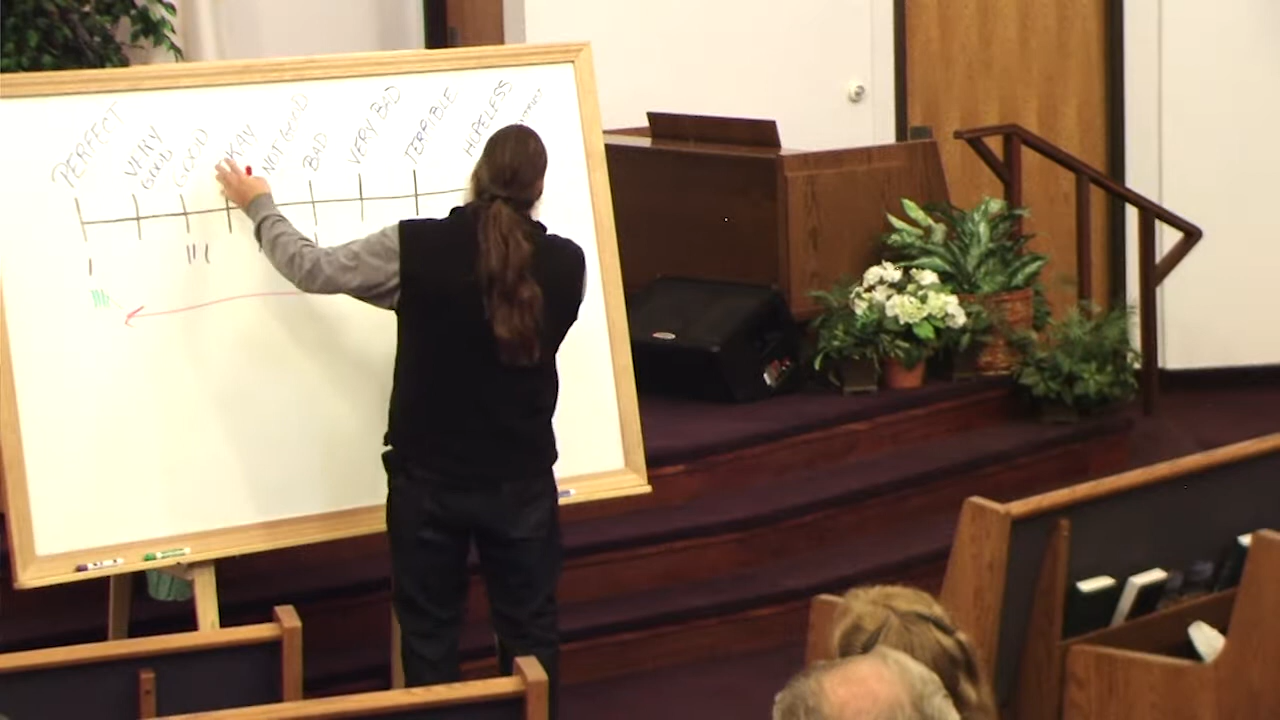 PERFECT
VERY
GOOD
GOOD
OKAY
NOT GOOD
BAD
VERY BAD
TERRIBLE
HOPELESS